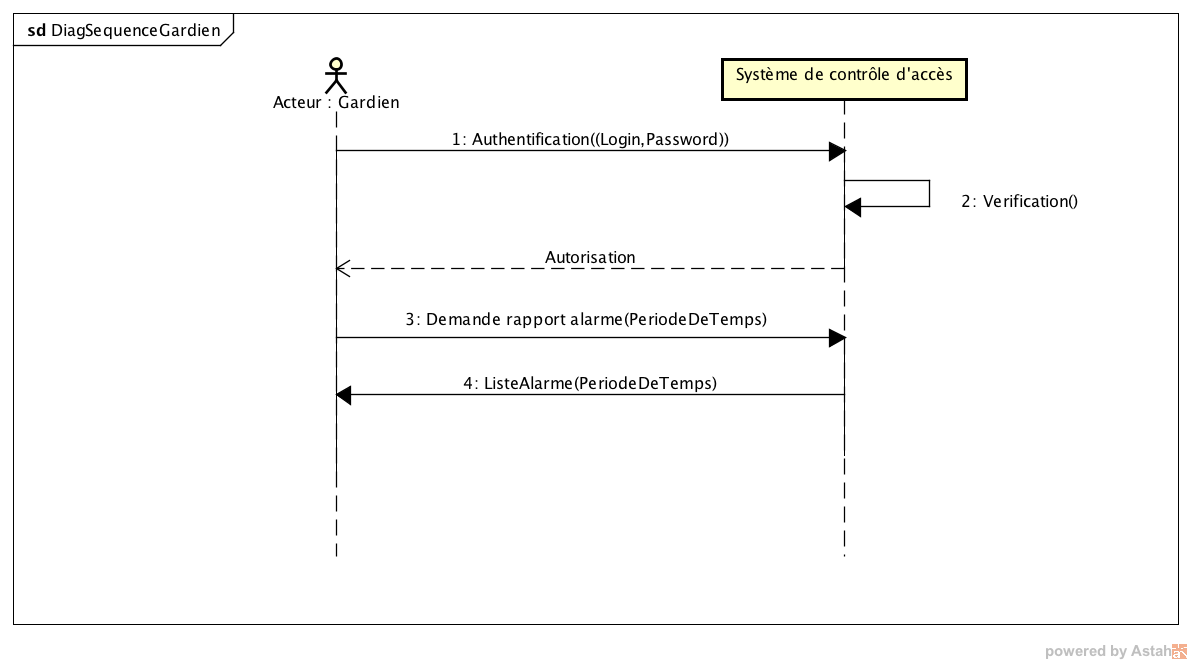 sd DiagSequenceGardien
Acteur : Gardien
Système de contrôle d'accès
1: Authentification((Login,Password))
2: Verification()
Autorisation
3: Demande rapport alarme(PeriodeDeTemps)
4: ListeAlarme(PeriodeDeTemps)
powered by Astah